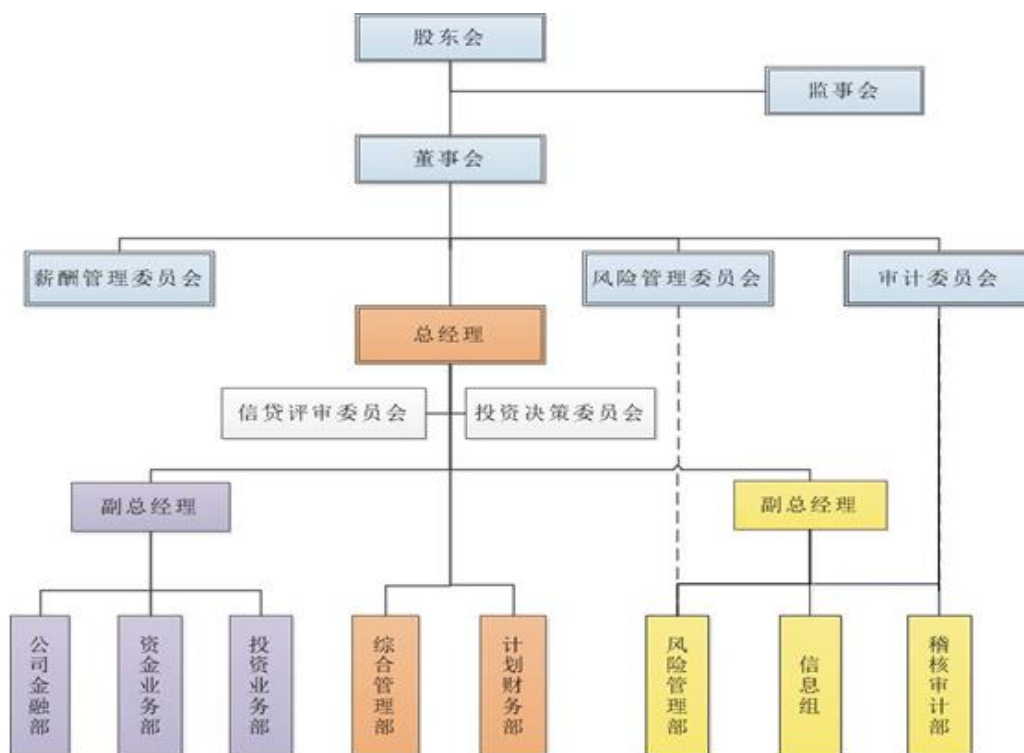 股东会
监事会
董事会
薪酬管理委员会
风险管理委员会
审计委员会
总经理
信贷评审委员会
投资决策委员会
副总经理
副总经理
公司金融部
资金业务部
投资业务部
综合管理部
计划财务部
风险管理部
信息组
稽核审计部